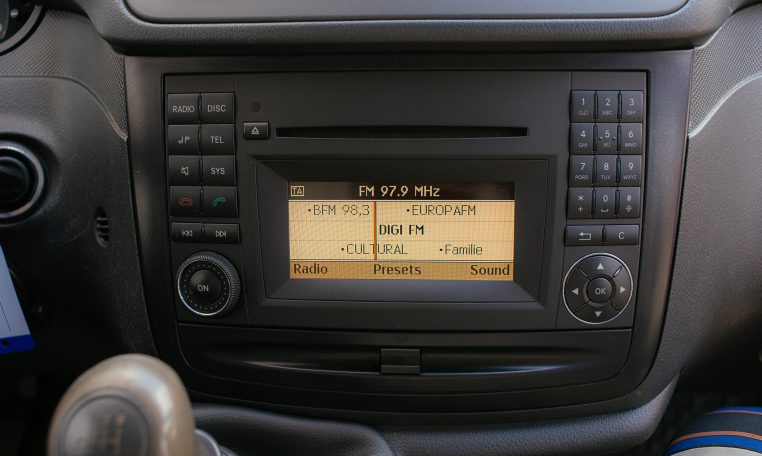 RADIO DISC
TEL
SYS
ON
TA FM 97.9 MHz
•BFM 98,3 •EUROPAFM
DIGI FM
•CULTURAL •Familie
Radio Presets Sound
1 2 3
ABC DEF
4 5 6
GHI JKL MNO
7 8 9
PQRS TUV WXYZ
* 0 #
+
C
OK